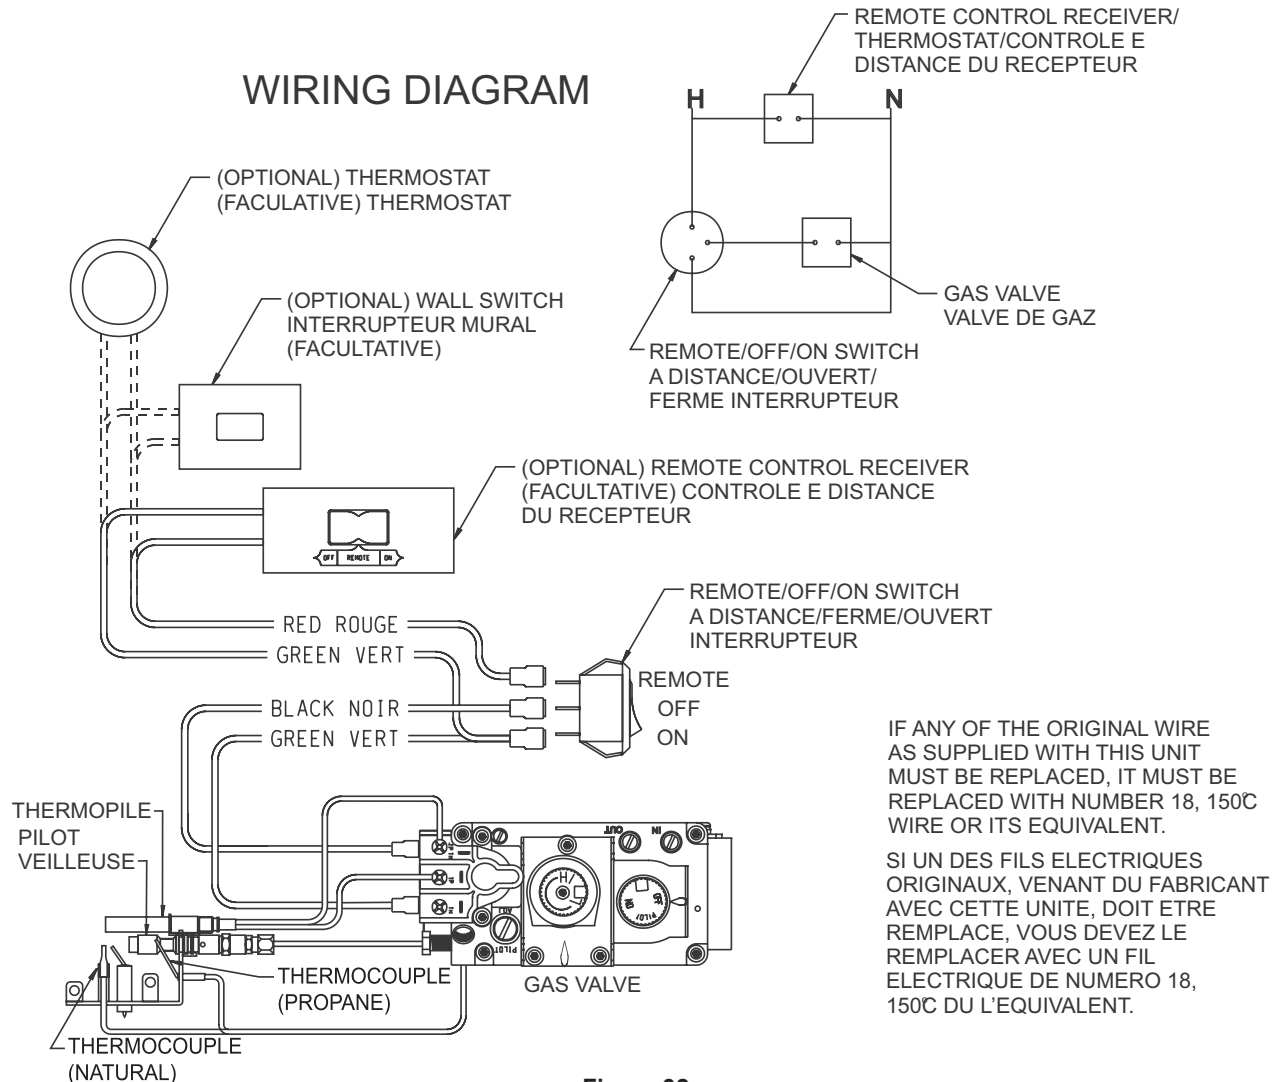 REMOTE CONTROL RECEIVER/
THERMOSTAT/CONTROLE E
DISTANCE DU RECEPTEUR
WIRING DIAGRAM
H
N
(OPTIONAL) THERMOSTAT
(FACULATIVE) THERMOSTAT
(OPTIONAL) WALL SWITCH
INTERRUPTEUR MURAL
(FACULTATIVE)
GAS VALVE
VALVE DE GAZ
REMOTE/OFF/ON SWITCH
A DISTANCE/OUVERT/
FERME INTERRUPTEUR
(OPTIONAL) REMOTE CONTROL RECEIVER
(FACULTATIVE) CONTROLE E DISTANCE
DU RECEPTEUR
OFF REMOTE ON
REMOTE/OFF/ON SWITCH
A DISTANCE/FERME/OUVERT
INTERRUPTEUR
RED ROUGE
GREEN VERT
REMOTE
OFF
ON
BLACK NOIR
GREEN VERT
IF ANY OF THE ORIGINAL WIRE
AS SUPPLIED WITH THIS UNIT
MUST BE REPLACED, IT MUST BE
REPLACED WITH NUMBER 18, 150°C
WIRE OR ITS EQUIVALENT.
SI UN DES FILS ELECTRIQUES
ORIGINAUX, VENANT DU FABRICANT
AVEC CETTE UNITE, DOIT ETRE
REMPLACE, VOUS DEVEZ LE
REMPLACER AVEC UN FIL
ELECTRIQUE DE NUMERO 18,
150°C DU L'EQUIVALENT.
THERMOPILE
PILOT
VEILLEUSE
OUT
IN
HI
PILOT
ADJ
PILOT
THERMOCOUPLE
(PROPANE)
GAS VALVE
THERMOCOUPLE
(NATURAL)